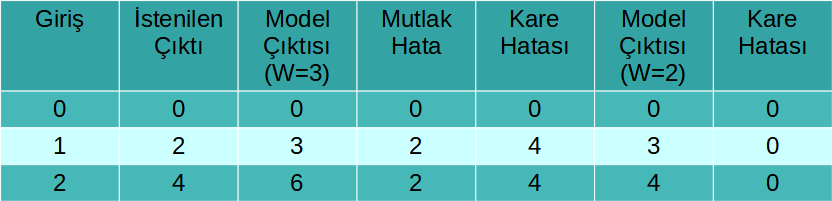 Giriş İstenilen Çıktı Model Çıktısı (W=3) Mutlak Hata Kare Hatası Model Çıktısı (W=2) Kare Hatası
0 0 0 0 0 0 0
1 2 3 2 4 3 0
2 4 6 2 4 4 0